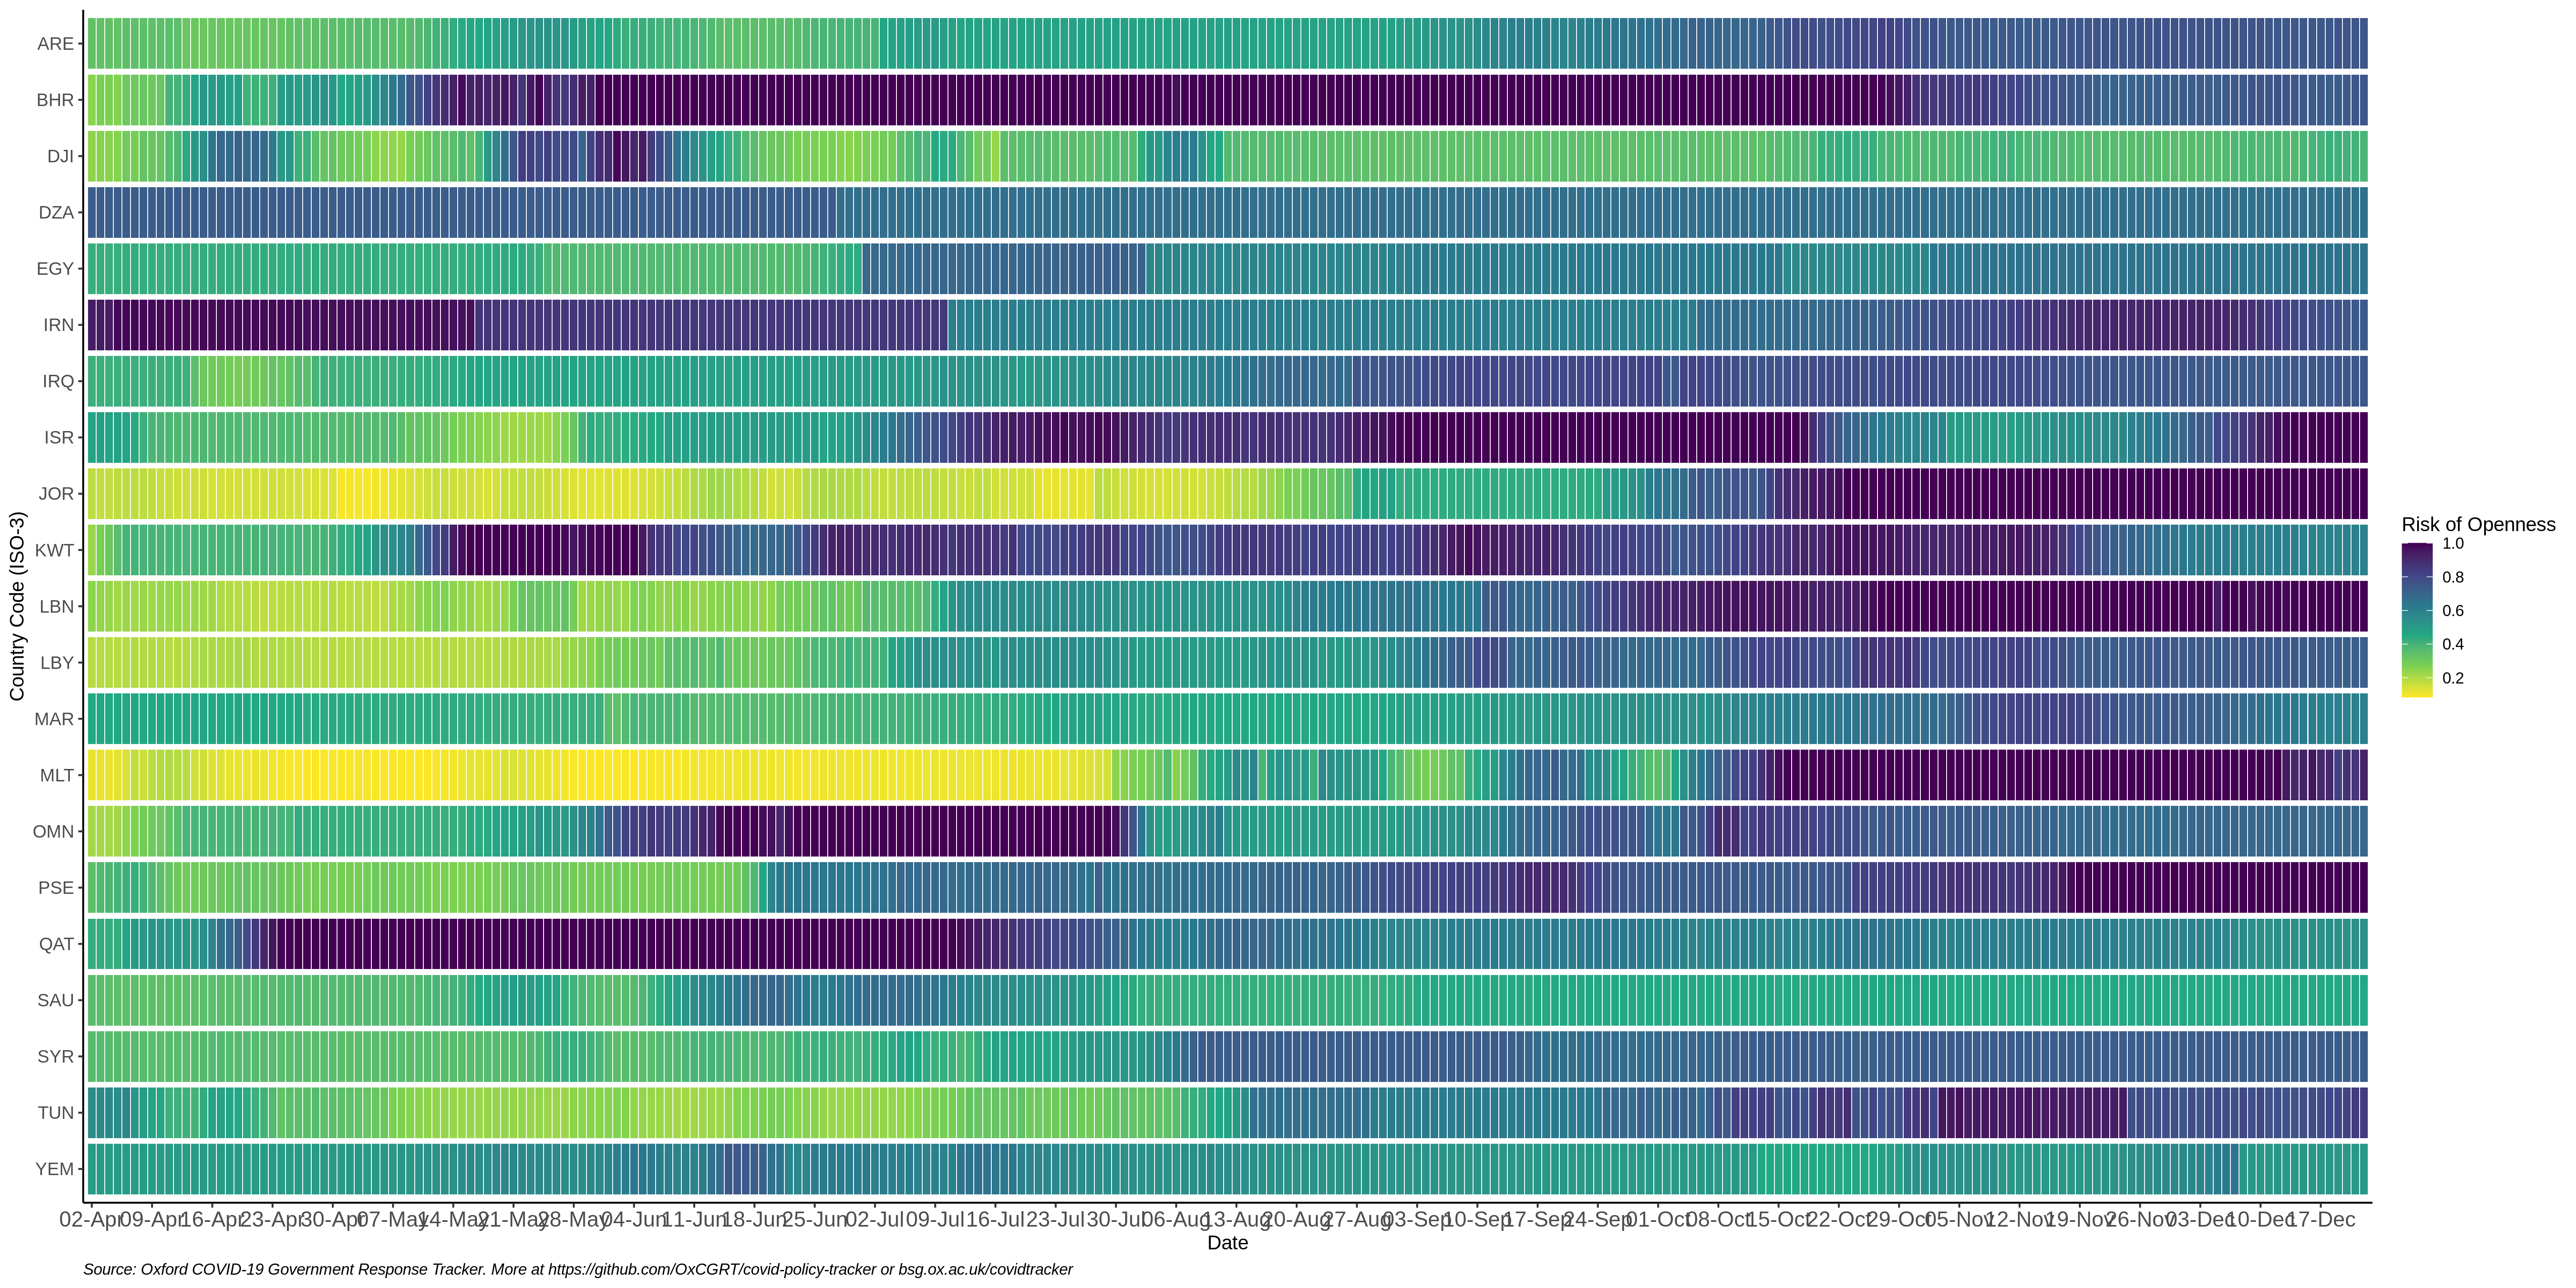 ARE
BHR
DJI
DZA
EGY
IRN
IRQ
ISR
JOR
KWT
LBN
LBY
MAR
MLT
OMN
PSE
QAT
SAU
SYR
TUN
YEM
Country Code (ISO-3)
Risk of Openness
1.0
0.8
0.6
0.4
0.2
02-Apr 09-Apr 16-Apr 23-Apr 30-Apr 07-May 14-May 21-May 28-May 04-Jun 11-Jun 18-Jun 25-Jun 02-Jul 09-Jul 16-Jul 23-Jul 30-Jul 06-Aug 13-Aug 20-Aug 27-Aug 03-Sep 10-Sep 17-Sep 24-Sep 01-Oct 08-Oct 15-Oct 22-Oct 29-Oct 05-Nov 12-Nov 19-Nov 26-Nov 03-Dec 10-Dec 17-Dec
Date
Source: Oxford COVID-19 Government Response Tracker. More at https://github.com/OxCGRT/covid-policy-tracker or bsg.ox.ac.uk/covidtracker